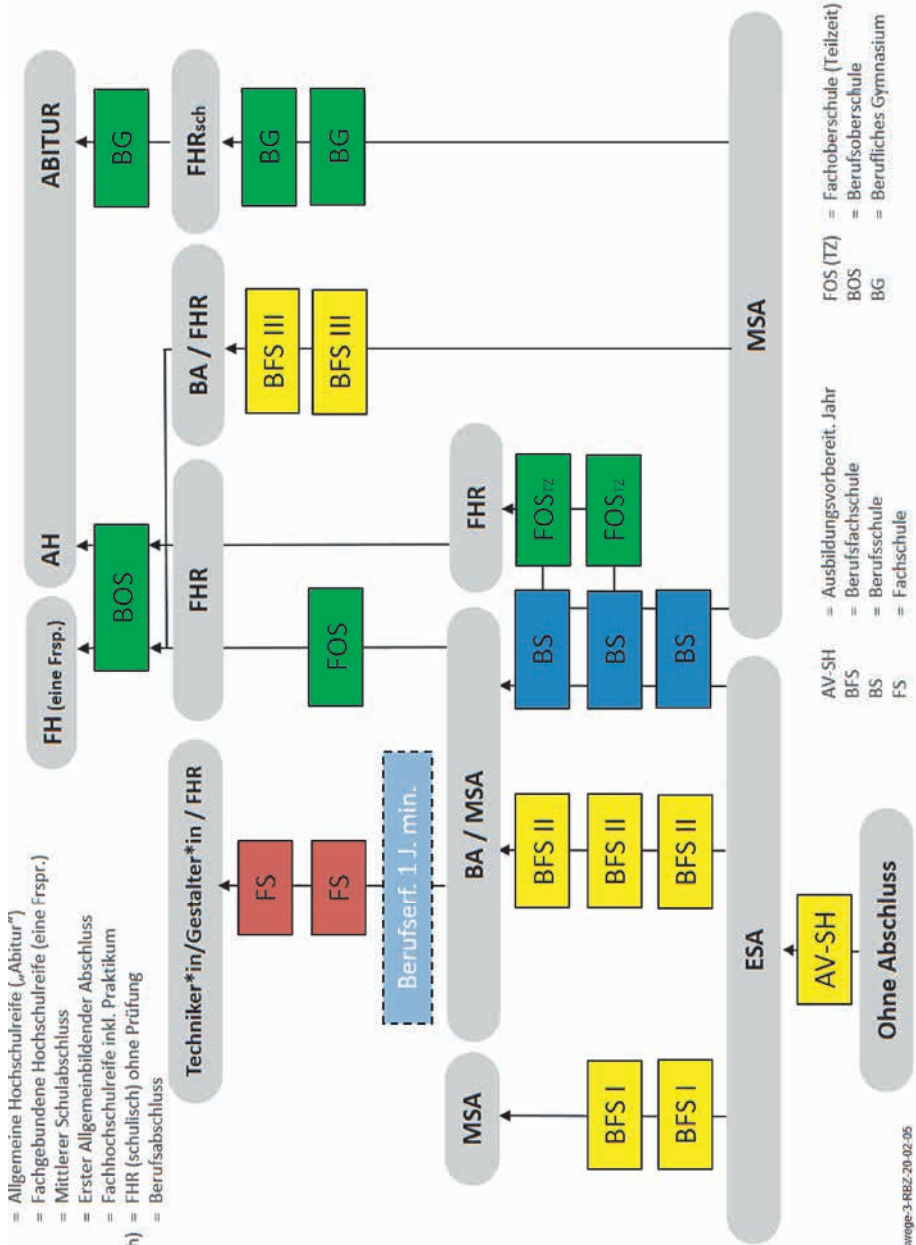 = Allgemeine Hochschulreife („Abitur")
= Fachgebundene Hochschulreife (eine Frspr.)
= Mittlerer Schulabschluss
= Erster Allgemeinbildender Abschluss
= Fachhochschulreife inkl. Praktikum
= FHR (schulisch) ohne Prüfung
= Berufsabschluss
FH (eine Frsp.)
AH
ABITUR
BOS
BG
Techniker*in/Gestalter*in / FHR
FHR
BA / FHR
FHRsch
FS
BFS III
BG
FS
FOS
BFS III
BG
Berufserf. 1 J. min.
MSA
BA / MSA
FHR
BFS II
BS
FOSTZ
BFS I
BFS II
BS
FOSTZ
BFS I
BFS II
BS
ESA
MSA
AV-SH
Ohne Abschluss
AV-SH = Ausbildungsvorbereit. Jahr
BFS = Berufsfachschule
BS = Berufsschule
FS = Fachschule
FOS (TZ) = Fachoberschule (Teilzeit)
BOS = Berufsoberschule
BG = Berufliches Gymnasium
wege-3-RBZ-20-02-05